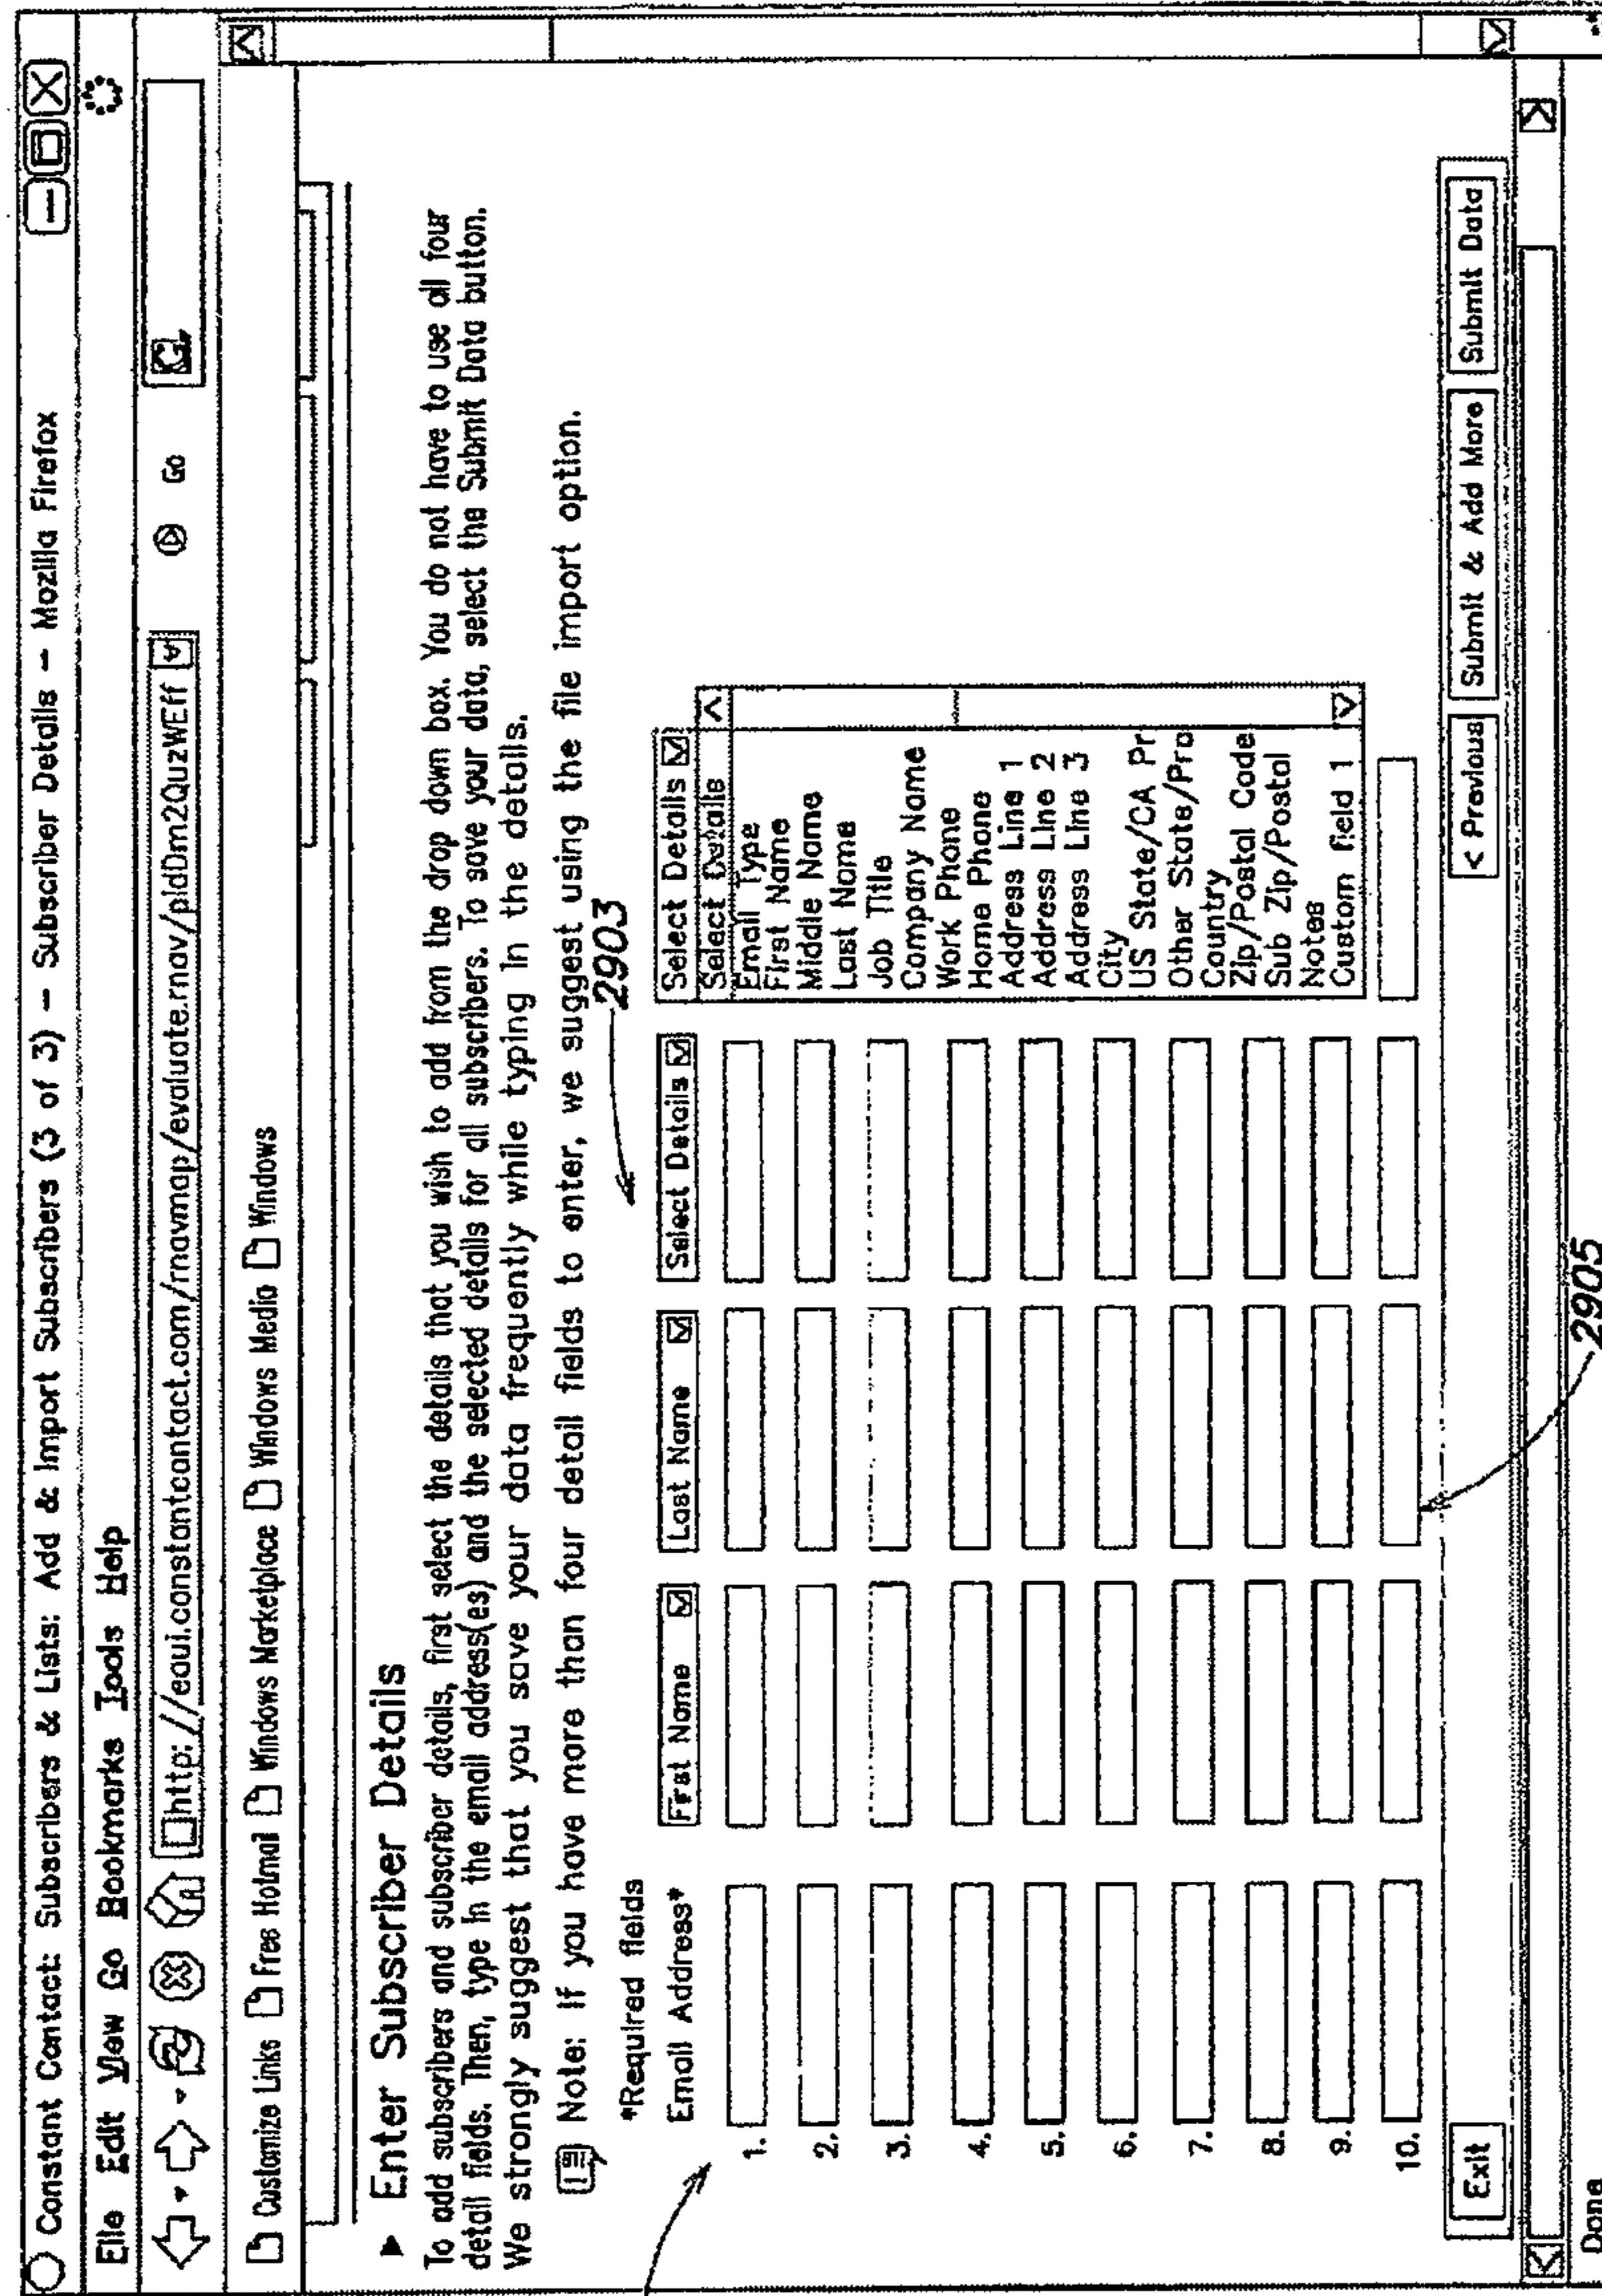 Constant Contact: Subscribers & Lists: Add & Import Subscribers (3 of 3) — Subscriber Details — Mozilla Firefox
File Edit View Go Bookmarks Tools Help
http://eaui.constantcontact.com/rnavmap/evaluate.rnav/pidDm2QuzWEff
Go
Customize Links Free Hotmail Windows Marketplace Windows Media Windows
Enter Subscriber Details
To add subscribers and subscriber details, first select the details that you wish to add from the drop down box. You do not have to use all four
detail fields. Then, type in the email address(es) and the selected details for all subscribers. To save your data, select the Submit Data button.
We strongly suggest that you save your data frequently while typing in the details.
Note: If you have more than four detail fields to enter, we suggest using the file import option.
2903
*Required fields
Email Address* First Name Last Name Select Details Select Details
Select Details
Email Type
First Name
Middle Name
Last Name
Job Title
Company Name
Work Phone
Home Phone
Address Line 1
Address Line 2
Address Line 3
City
US State/CA Pr
Other State/Pro
Country
Zip/Postal Code
Sub Zip/Postal
Notes
Custom field 1
1.
2.
3.
4.
5.
6.
7.
8.
9.
10.
Exit < Previous Submit & Add More Submit Data
2905
Done